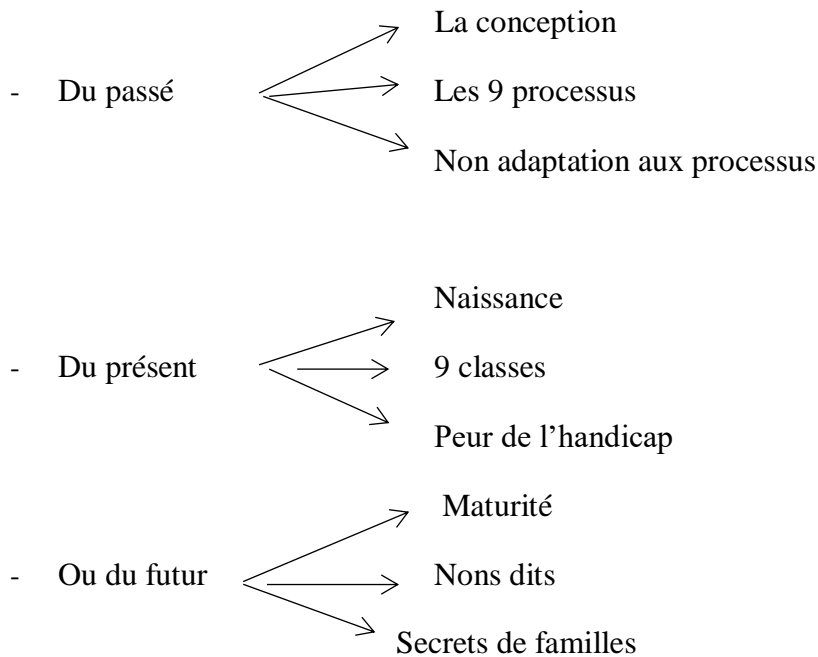 La conception
- Du passé
Les 9 processus
Non adaptation aux processus
Naissance
- Du présent
9 classes
Peur de l’handicap
Maturité
- Ou du futur
Nons dits
Secrets de familles